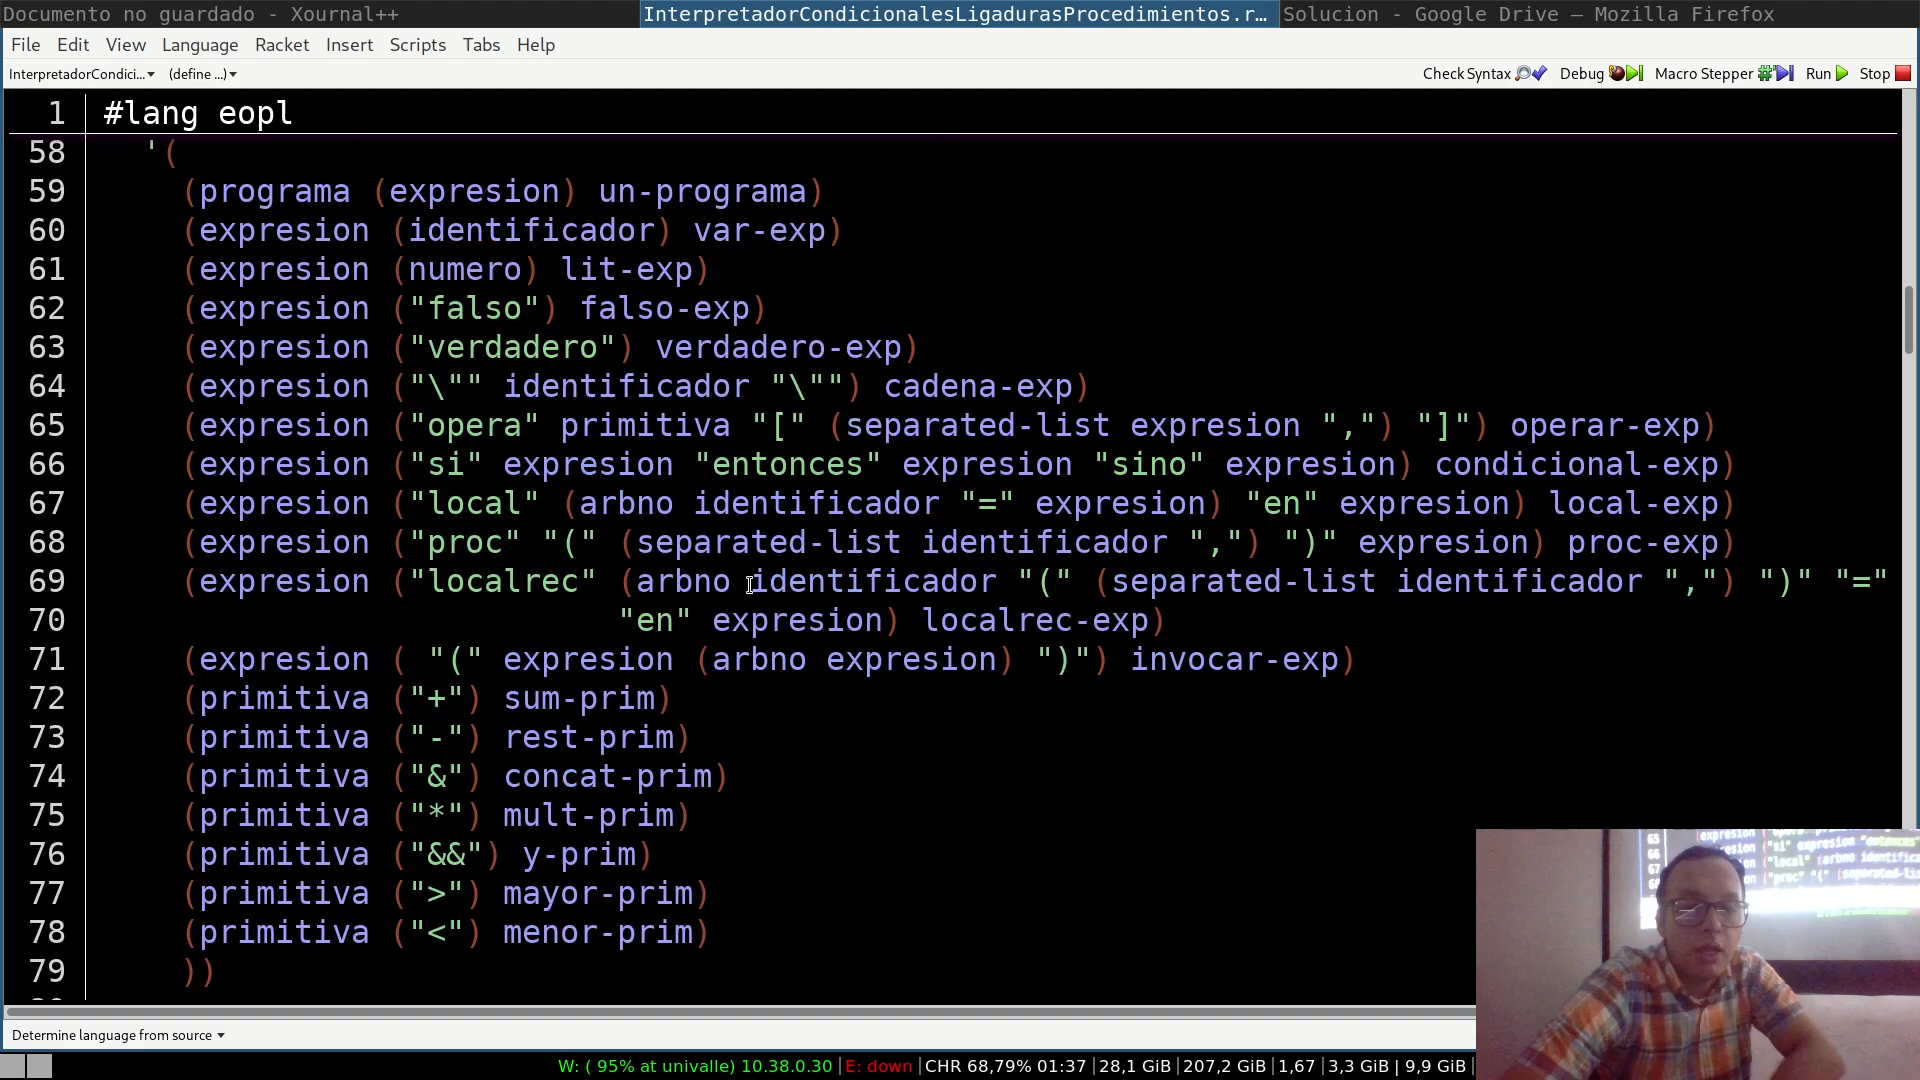 Documento no guardado - Xournal++
InterpretadorCondicionalesLigadurasProcedimientos.r…
Solucion - Google Drive — Mozilla Firefox
File Edit View Language Racket Insert Scripts Tabs Help
InterpretadorCondici... (define ...)
Check Syntax Debug Macro Stepper Run Stop
1 #lang eopl
58 '(
59 (programa (expresion) un-programa)
60 (expresion (identificador) var-exp)
61 (expresion (numero) lit-exp)
62 (expresion ("falso") falso-exp)
63 (expresion ("verdadero") verdadero-exp)
64 (expresion ("\"" identificador "\"") cadena-exp)
65 (expresion ("opera" primitiva "[" (separated-list expresion ",") "]") operar-exp)
66 (expresion ("si" expresion "entonces" expresion "sino" expresion) condicional-exp)
67 (expresion ("local" (arbno identificador "=" expresion) "en" expresion) local-exp)
68 (expresion ("proc" "(" (separated-list identificador ",") ")" expresion) proc-exp)
69 (expresion ("localrec" (arbno identificador "(" (separated-list identificador ",") ")" "="
70 "en" expresion) localrec-exp)
71 (expresion ( "(" expresion (arbno expresion) ")") invocar-exp)
72 (primitiva ("+") sum-prim)
73 (primitiva ("-") rest-prim)
74 (primitiva ("&") concat-prim)
75 (primitiva ("*") mult-prim)
76 (primitiva ("&&") y-prim)
77 (primitiva (">") mayor-prim)
78 (primitiva ("<") menor-prim)
79 ))
Determine language from source
W: ( 95% at univalle) 10.38.0.30 |E: down |CHR 68,79% 01:37 |28,1 GiB |207,2 GiB |1,67 |3,3 GiB | 9,9 GiB |